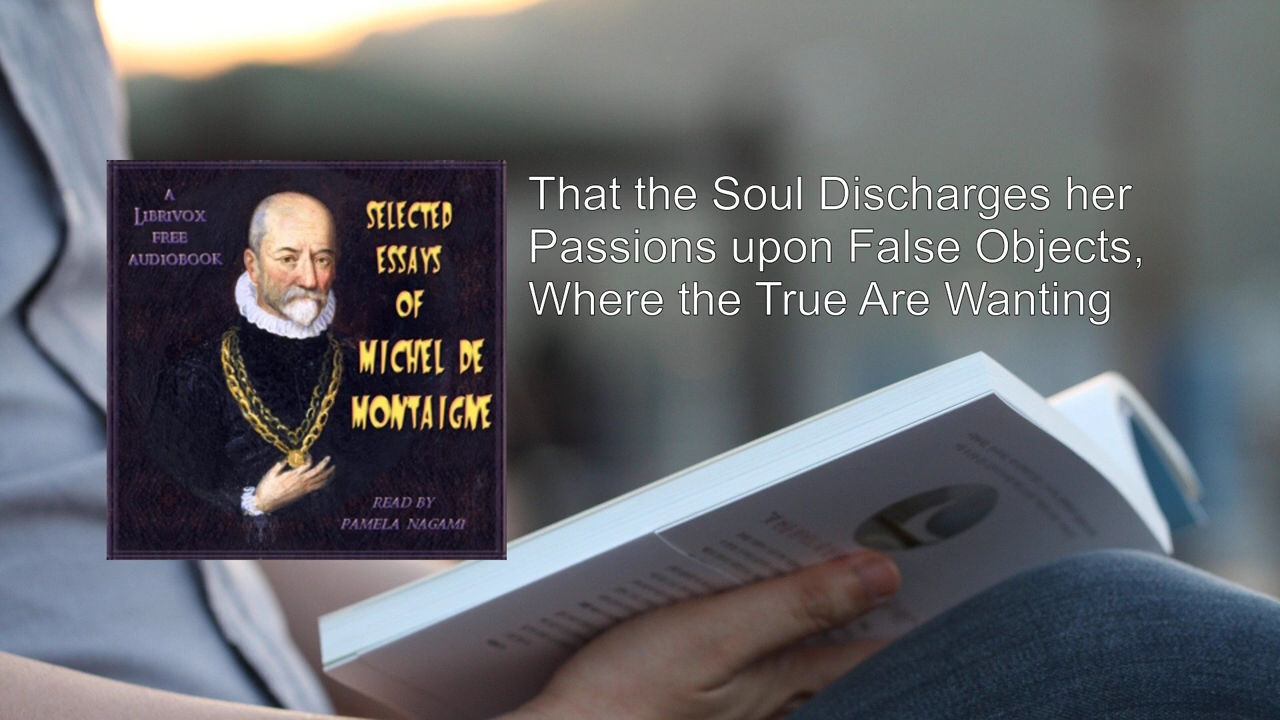 A
LIBRIVOX
FREE
AUDIOBOOK
SELECTED
ESSAYS
OF
MICHEL DE
MONTAIGNE
READ BY
PAMELA NAGAMI
That the Soul Discharges her
Passions upon False Objects,
Where the True Are Wanting